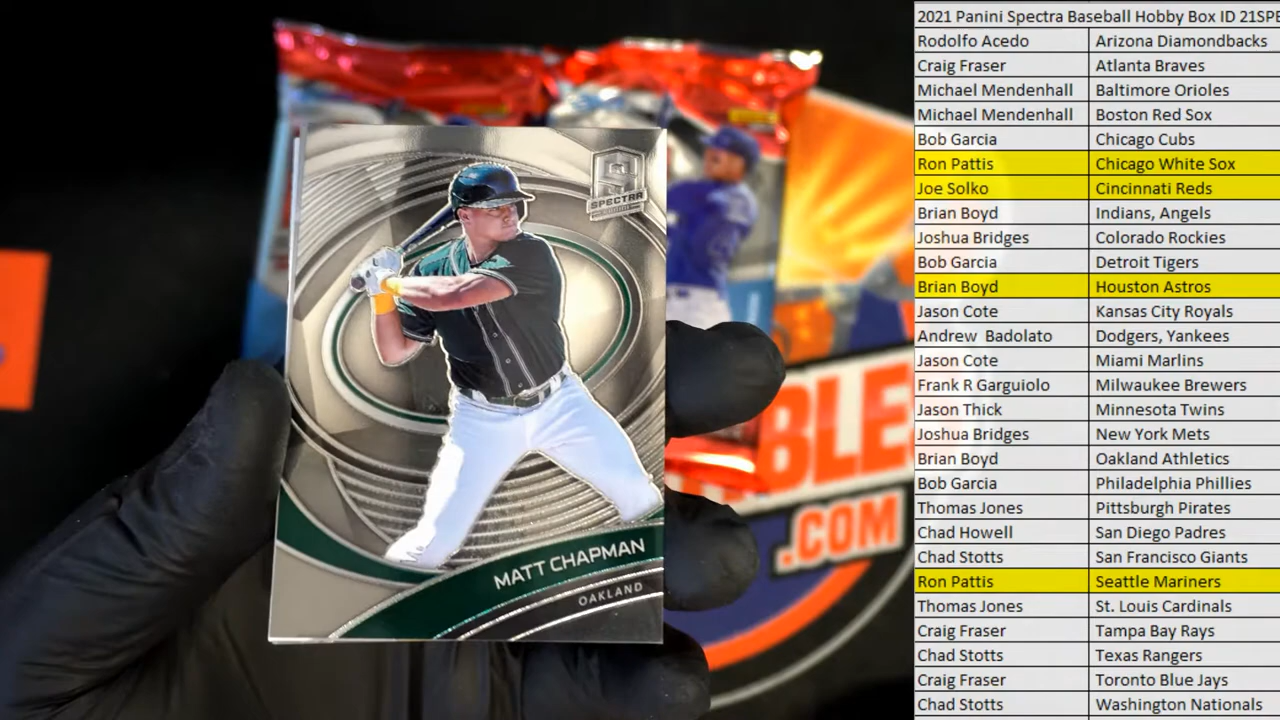 SPECTRA
MATT CHAPMAN
OAKLAND
BLE
.COM
2021 Panini Spectra Baseball Hobby Box ID 21SPE
Rodolfo Acedo Arizona Diamondbacks
Craig Fraser Atlanta Braves
Michael Mendenhall Baltimore Orioles
Michael Mendenhall Boston Red Sox
Bob Garcia Chicago Cubs
Ron Pattis Chicago White Sox
Joe Solko Cincinnati Reds
Brian Boyd Indians, Angels
Joshua Bridges Colorado Rockies
Bob Garcia Detroit Tigers
Brian Boyd Houston Astros
Jason Cote Kansas City Royals
Andrew Badolato Dodgers, Yankees
Jason Cote Miami Marlins
Frank R Garguiolo Milwaukee Brewers
Jason Thick Minnesota Twins
Joshua Bridges New York Mets
Brian Boyd Oakland Athletics
Bob Garcia Philadelphia Phillies
Thomas Jones Pittsburgh Pirates
Chad Howell San Diego Padres
Chad Stotts San Francisco Giants
Ron Pattis Seattle Mariners
Thomas Jones St. Louis Cardinals
Craig Fraser Tampa Bay Rays
Chad Stotts Texas Rangers
Craig Fraser Toronto Blue Jays
Chad Stotts Washington Nationals